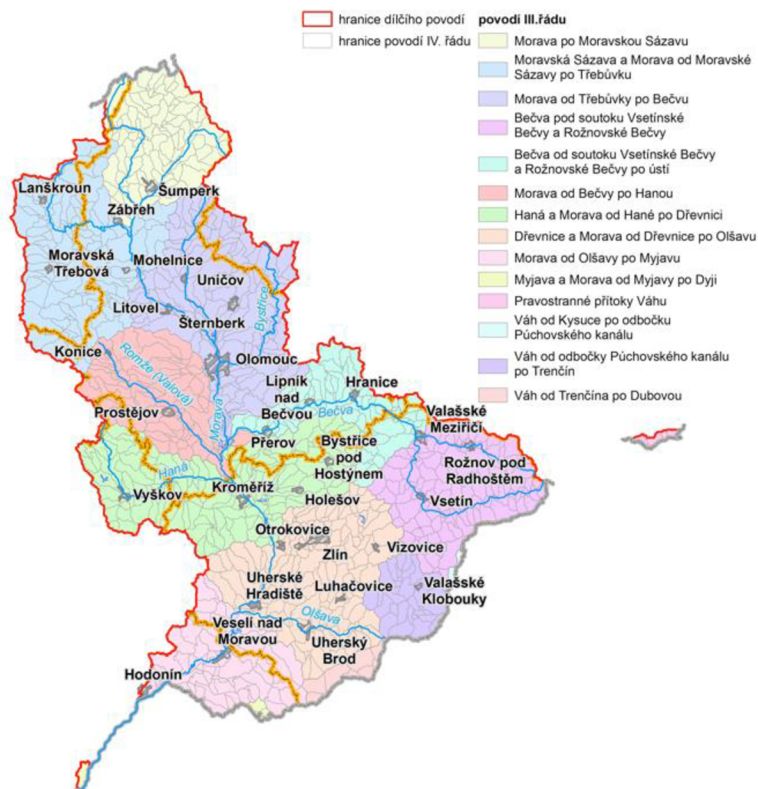 hranice dílčího povodí
hranice povodí IV. řádu
povodí III.řádu
Morava po Moravskou Sázavu
Moravská Sázava a Morava od Moravské
Sázavy po Třebůvku
Morava od Třebůvky po Bečvu
Bečva pod soutoku Vsetínské
Bečvy a Rožnovské Bečvy
Bečva od soutoku Vsetínské Bečvy
a Rožnovské Bečvy po ústí
Morava od Bečvy po Hanou
Haná a Morava od Hané po Dřevnici
Dřevnice a Morava od Dřevnice po Olšavu
Morava od Olšavy po Myjavu
Myjava a Morava od Myjavy po Dyji
Pravostranné přítoky Váhu
Váh od Kysuce po odbočku
Púchovského kanálu
Váh od odbočky Púchovského kanálu
po Trenčín
Váh od Trenčína po Dubovou
Lanškroun
Šumperk
Zábřeh
Moravská
Třebová
Mohelnice
Uničov
Litovel
Šternberk
Bystřice
Konice
Romže (Valová)
Olomouc
Morava
Lipník
nad
Bečvou
Hranice
Bečva
Prostějov
Přerov
Valašské
Meziříčí
Bystřice
pod
Hostýnem
Rožnov pod
Radhoštěm
Haná
Vyškov
Kroměříž
Holešov
Vsetín
Otrokovice
Zlín
Vizovice
Uherské
Hradiště
Luhačovice
Valašské
Klobouky
Olšava
Veselí nad
Moravou
Uherský
Brod
Hodonín